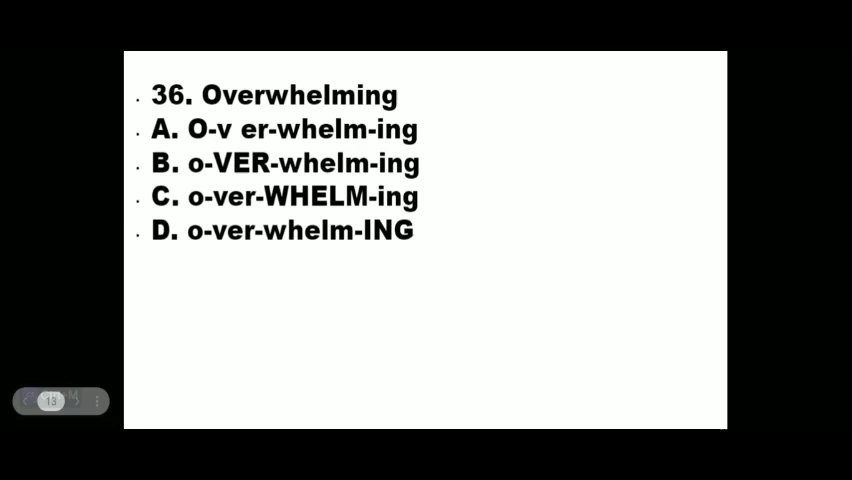 36. Overwhelming
A. O-v er-whelm-ing
B. o-VER-whelm-ing
C. o-ver-WHELM-ing
D. o-ver-whelm-ING
13